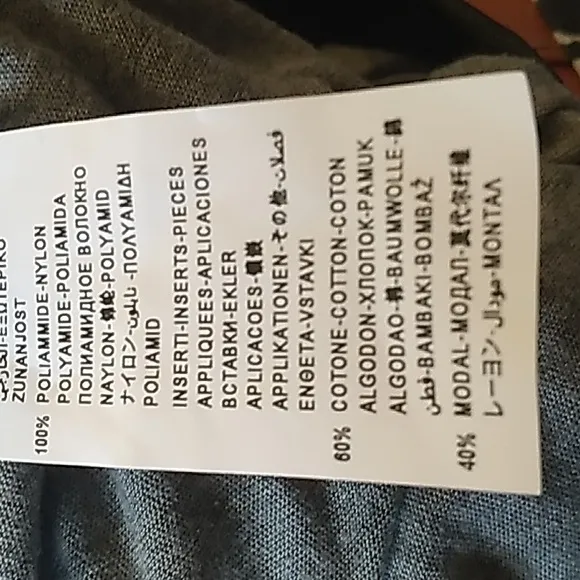 ZUNANJOST
100% POLIAMMIDE-NYLON
POLYAMIDE-POLIAMIDA
ПОЛИАМИДНОЕ ВОЛОКНО
NAYLON-锦纶-POLYAMID
ナイロン-نايلون-ΠΟΛΥΑΜΙΔΗ
POLIAMID
INSERTI-INSERTS-PIECES
APPLIQUEES-APLICACIONES
ВСТАВКИ-EKLER
APLICACOES-镶嵌
APPLIKATIONEN-その他-فصلات
ΕΝΘΕΤΑ-VSTAVKI
60% COTONE-COTTON-COTON
ALGODON-ХЛОПОК-PAMUK
ALGODAO-棉-BAUMWOLLE-綿
قطن-BAMBAKI-BOMBAŽ
40% MODAL-МОДАЛ-莫代尔纤维
レーヨン-مودال-ΜΟΝΤΑΛ